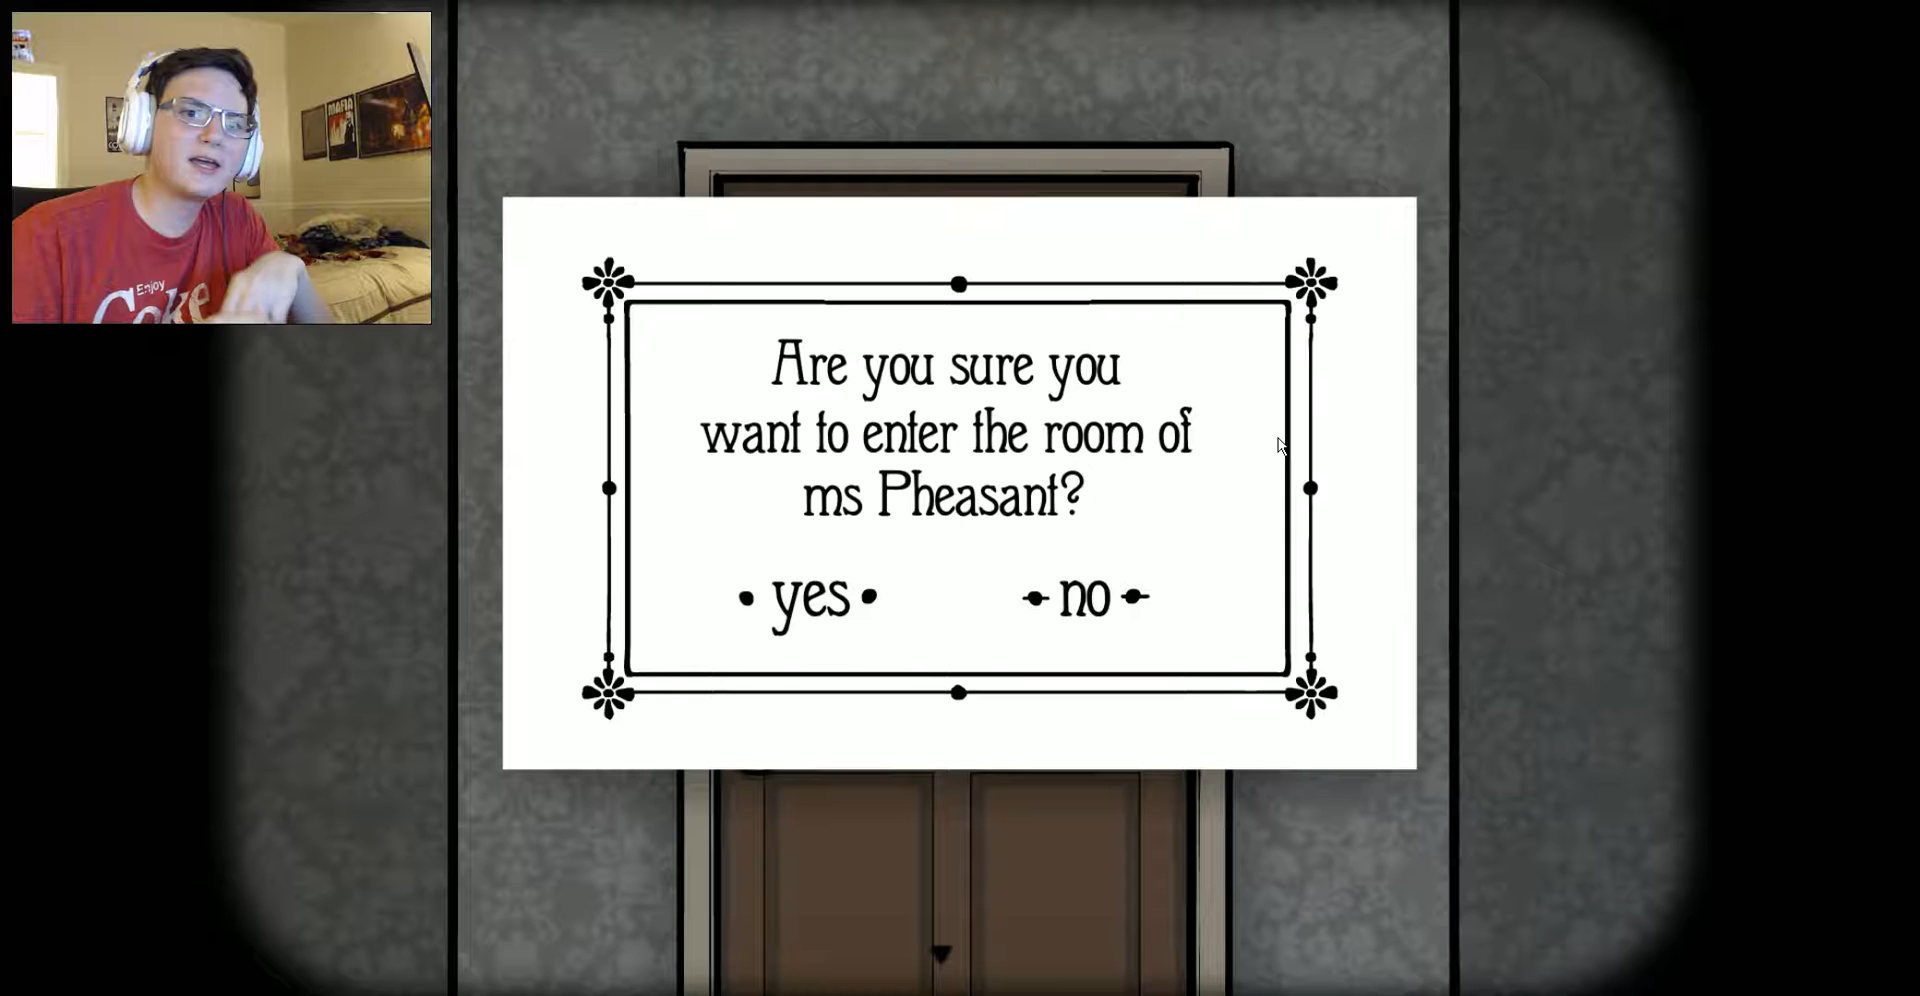 MAFIA
Enjoy
Coke
Are you sure you
want to enter the room of
ms Pheasant?
yes no